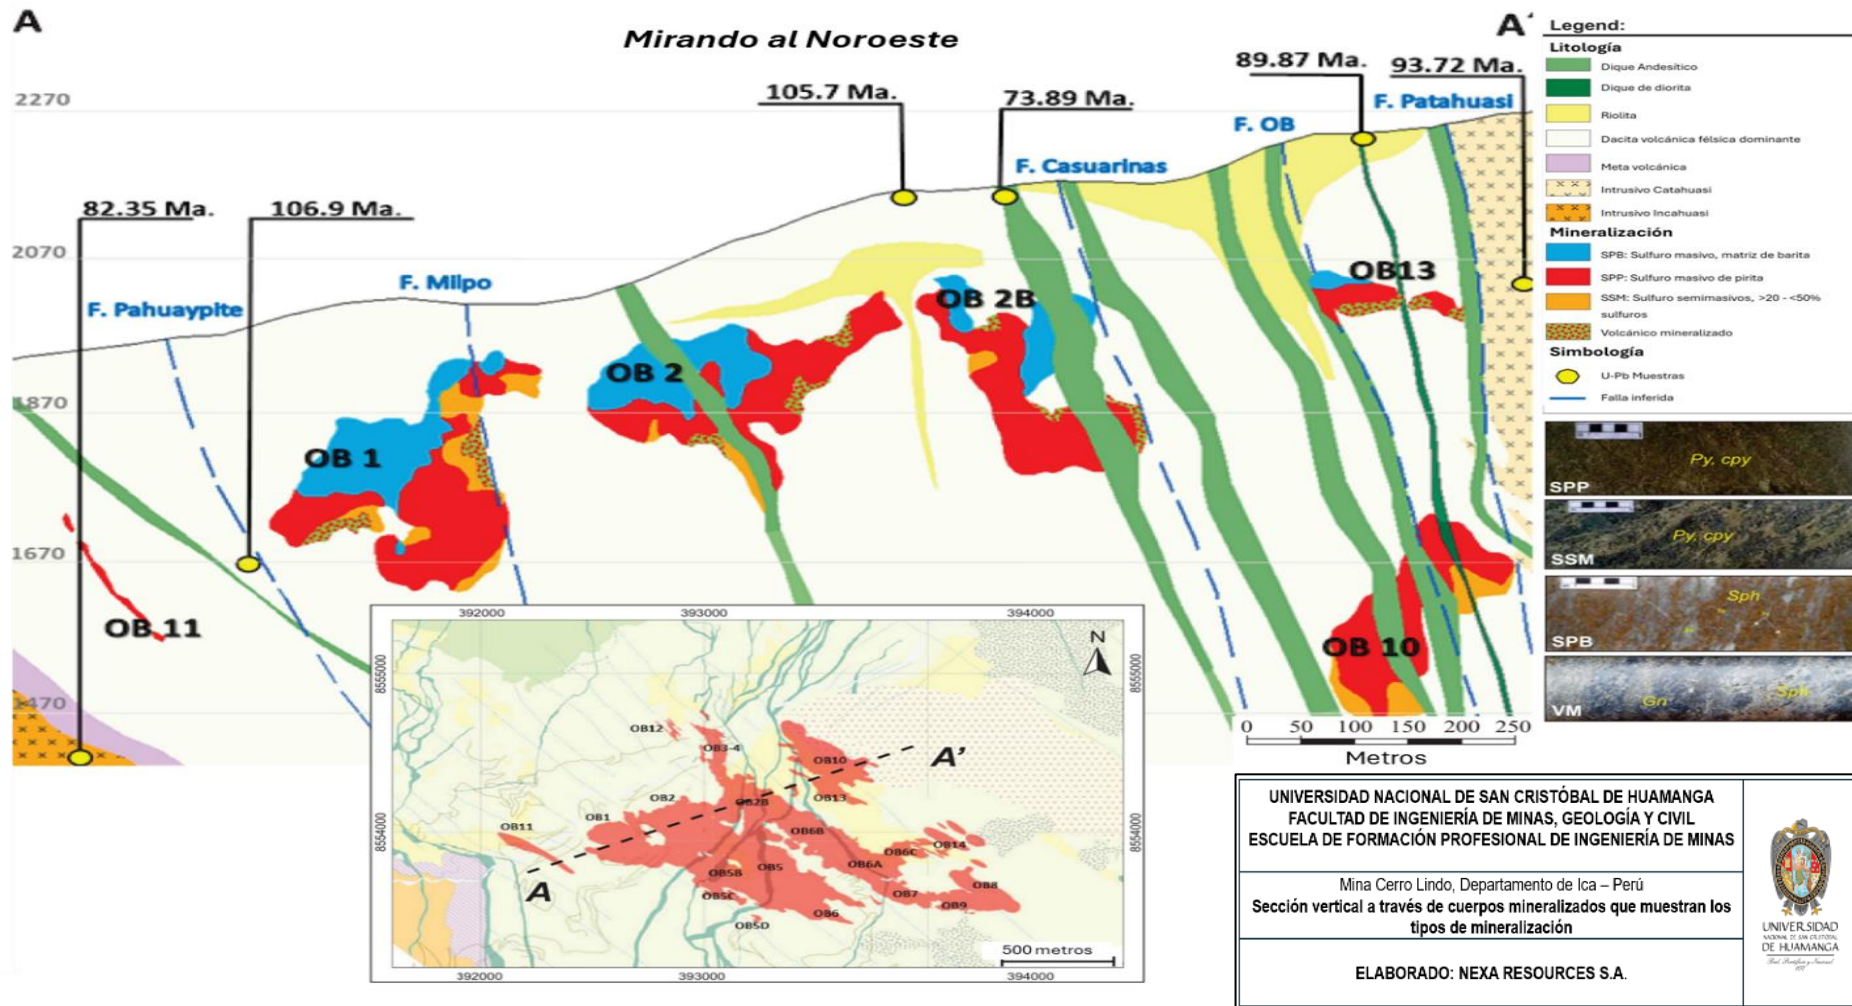 A
Mirando al Noroeste
A'
105.7 Ma.
73.89 Ma.
89.87 Ma.
93.72 Ma.
2270
F. Patahuasi
F. OB
F. Casuarinas
82.35 Ma.
106.9 Ma.
2070
F. Milpo
F. Pahuaypite
OB13
OB 2B
OB 2
1870
OB 1
1670
OB 11
OB 10
1470
0 50 100 150 200 250
Metros
Legend:
Litología
Dique Andesítico
Dique de diorita
Riolita
Dacita volcánica félsica dominante
Meta volcánica
Intrusivo Catahuasi
Intrusivo Incahuasi
Mineralización
SPB: Sulfuro masivo, matriz de barita
SPP: Sulfuro masivo de pirita
SSM: Sulfuro semimasivos, >20 - <50%
sulfuros
Volcánico mineralizado
Simbología
U-Pb Muestras
Falla inferida
Py, cpy
SPP
Py, cpy
SSM
Sph
SPB
Gn
Sph
VM
392000
393000
394000
N
8555000
8555000
OB12
OB3-4
OB10
A'
OB2
OB2B
OB13
OB1
OB11
OB6B
8554000
8554000
OB6C
OB14
OB6A
OB5
OB5B
A
OB5C
OB7
OB8
OB9
OB6
OB5D
500 metros
392000
393000
394000
UNIVERSIDAD NACIONAL DE SAN CRISTÓBAL DE HUAMANGA
FACULTAD DE INGENIERÍA DE MINAS, GEOLOGÍA Y CIVIL
ESCUELA DE FORMACIÓN PROFESIONAL DE INGENIERÍA DE MINAS
Mina Cerro Lindo, Departamento de Ica – Perú
Sección vertical a través de cuerpos mineralizados que muestran los
tipos de mineralización
ELABORADO: NEXA RESOURCES S.A.
UNIVERSIDAD
NACIONAL DE SAN CRISTÓBAL
DE HUAMANGA